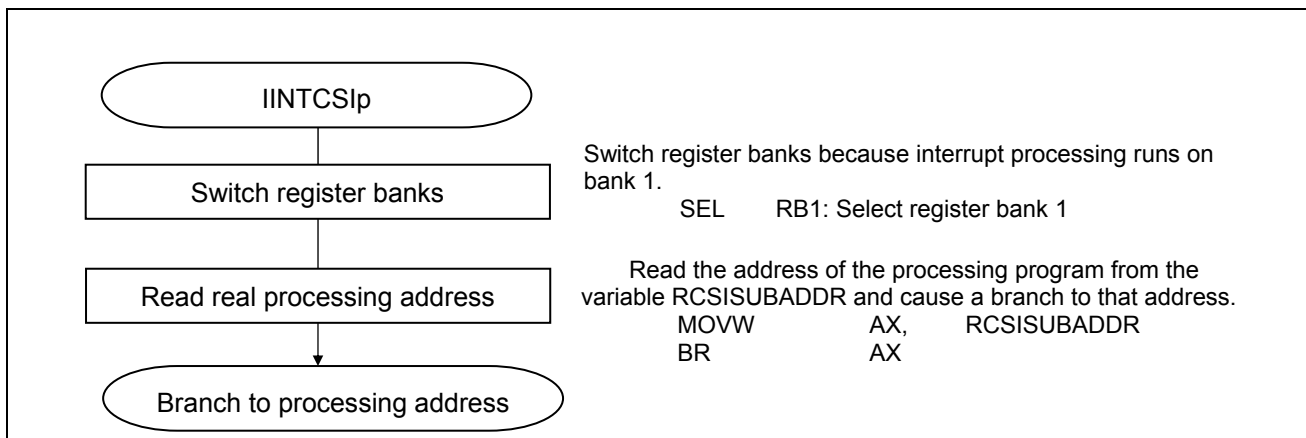 IINTCSIp
Switch register banks because interrupt processing runs on
bank 1.
Switch register banks
SEL RB1: Select register bank 1
Read the address of the processing program from the
Read real processing address
variable RCSISUBADDR and cause a branch to that address.
MOVW AX, RCSISUBADDR
BR AX
Branch to processing address